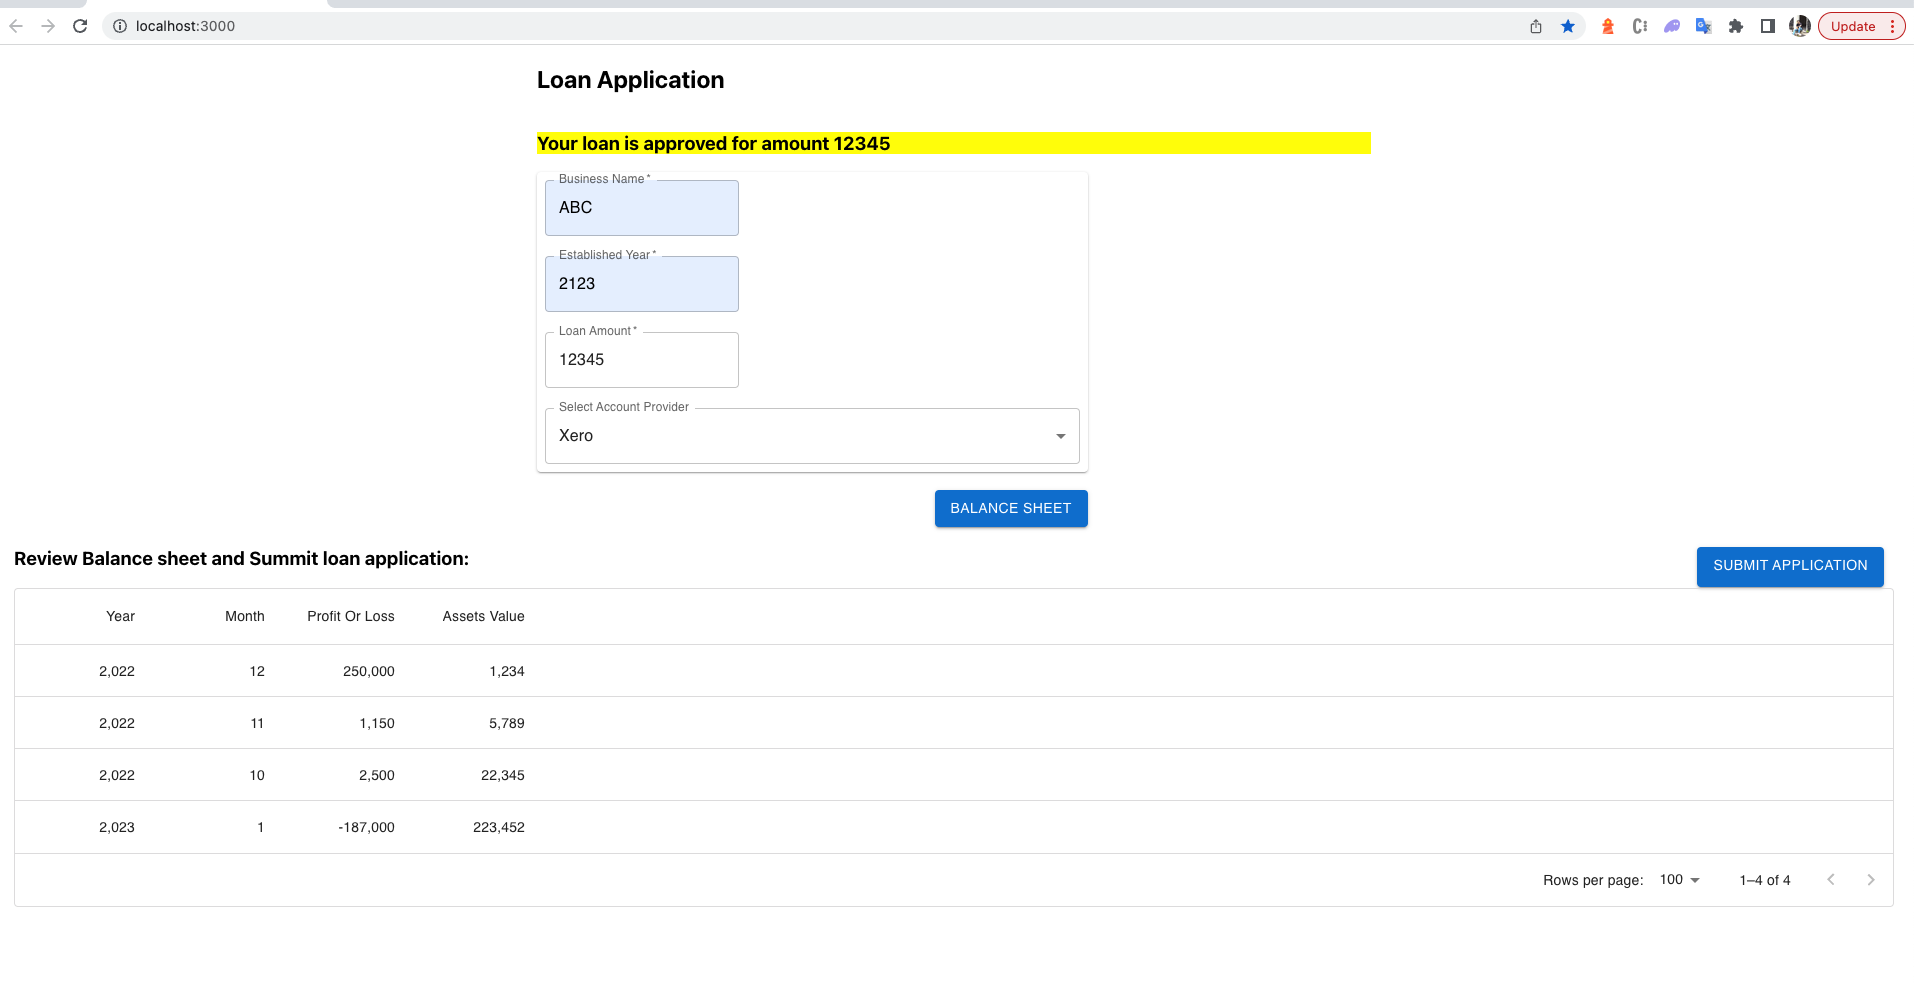 localhost:3000
Update
Loan Application
Your loan is approved for amount 12345
Business Name *
ABC
Established Year *
2123
Loan Amount *
12345
Select Account Provider
Xero
BALANCE SHEET
Review Balance sheet and Summit loan application:
SUBMIT APPLICATION
Year Month Profit Or Loss Assets Value
2,022 12 250,000 1,234
2,022 11 1,150 5,789
2,022 10 2,500 22,345
2,023 1 -187,000 223,452
Rows per page: 100 1–4 of 4